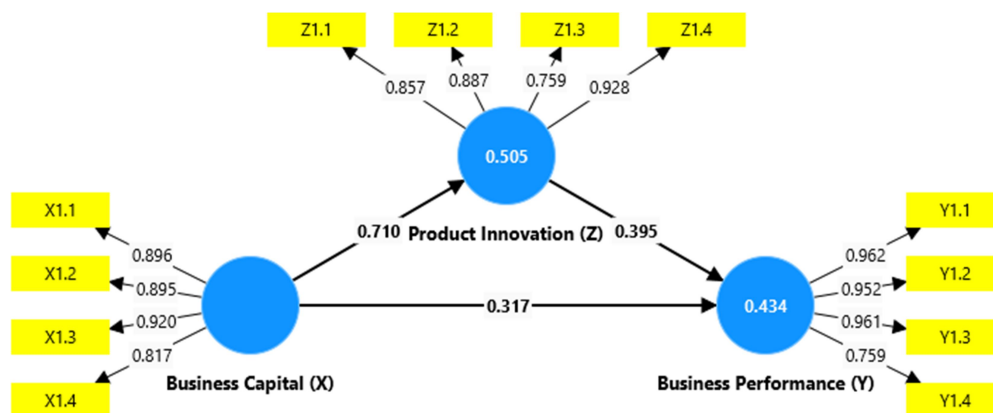 Z1.1
Z1.2
Z1.3
Z1.4
0.857
0.887
0.759
0.928
0.505
X1.1
X1.2
X1.3
X1.4
0.896
0.895
0.920
0.817
0.710
Product Innovation (Z)
0.395
0.317
0.434
Business Capital (X)
Business Performance (Y)
Y1.1
Y1.2
Y1.3
Y1.4
0.962
0.952
0.961
0.759